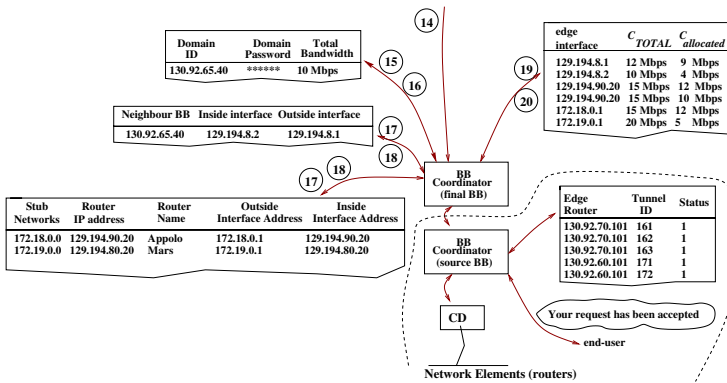 14
Domain ID Domain Password Total Bandwidth
130.92.65.40 ****** 10 Mbps
15
16
19
20
edge interface C TOTAL C allocated
129.194.8.1 12 Mbps 9 Mbps
129.194.8.2 10 Mbps 4 Mbps
129.194.90.20 15 Mbps 12 Mbps
129.194.90.20 15 Mbps 10 Mbps
172.18.0.1 15 Mbps 12 Mbps
172.19.0.1 20 Mbps 5 Mbps
Neighbour BB Inside interface Outside interface
130.92.65.40 129.194.8.2 129.194.8.1
17
18
17
18
BB
Coordinator
(final BB)
Stub Networks Router IP address Router Name Outside Interface Address Inside Interface Address
172.18.0.0 129.194.90.20 Appolo 172.18.0.1 129.194.90.20
172.19.0.0 129.194.80.20 Mars 172.19.0.1 129.194.80.20
BB
Coordinator
(source BB)
Edge Router Tunnel ID Status
130.92.70.101 161 1
130.92.70.101 162 1
130.92.70.101 163 1
130.92.60.101 171 1
130.92.60.101 172 1
CD
Your request has been accepted
end-user
Network Elements (routers)